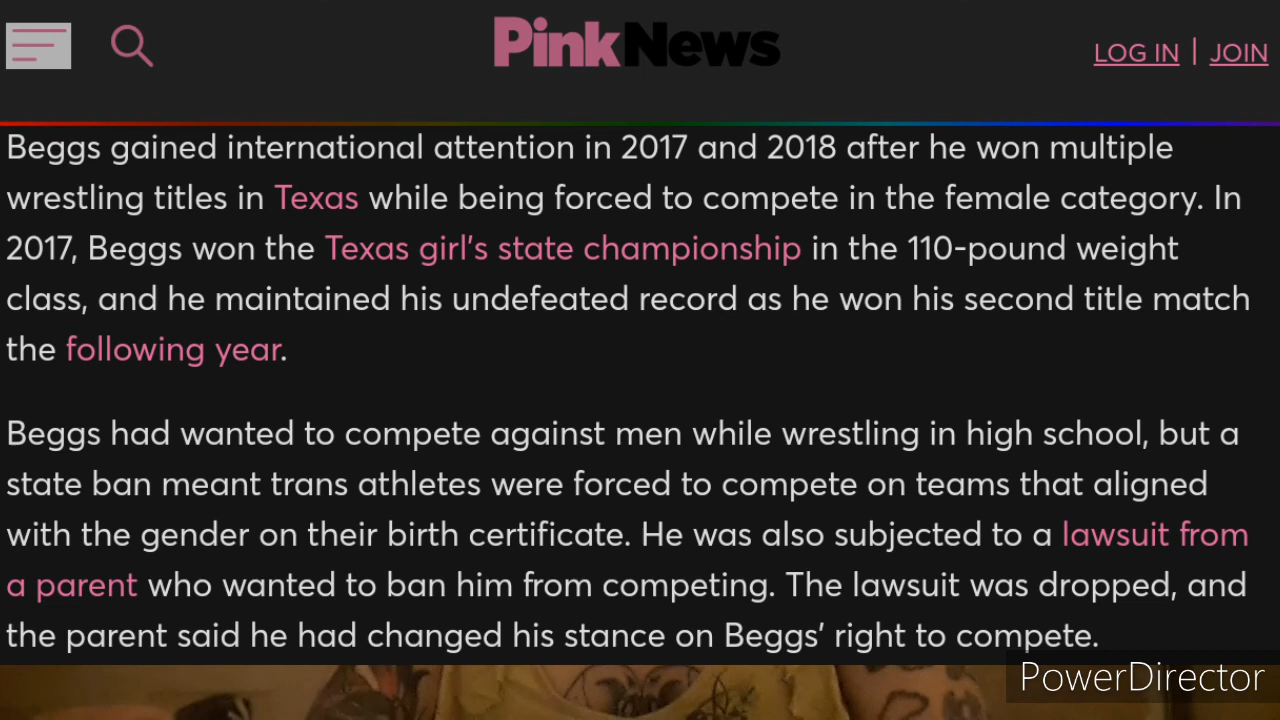 PinkNews
LOG IN | JOIN
Beggs gained international attention in 2017 and 2018 after he won multiple
wrestling titles in Texas while being forced to compete in the female category. In
2017, Beggs won the Texas girl’s state championship in the 110-pound weight
class, and he maintained his undefeated record as he won his second title match
the following year.
Beggs had wanted to compete against men while wrestling in high school, but a
state ban meant trans athletes were forced to compete on teams that aligned
with the gender on their birth certificate. He was also subjected to a lawsuit from
a parent who wanted to ban him from competing. The lawsuit was dropped, and
the parent said he had changed his stance on Beggs’ right to compete.
PowerDirector